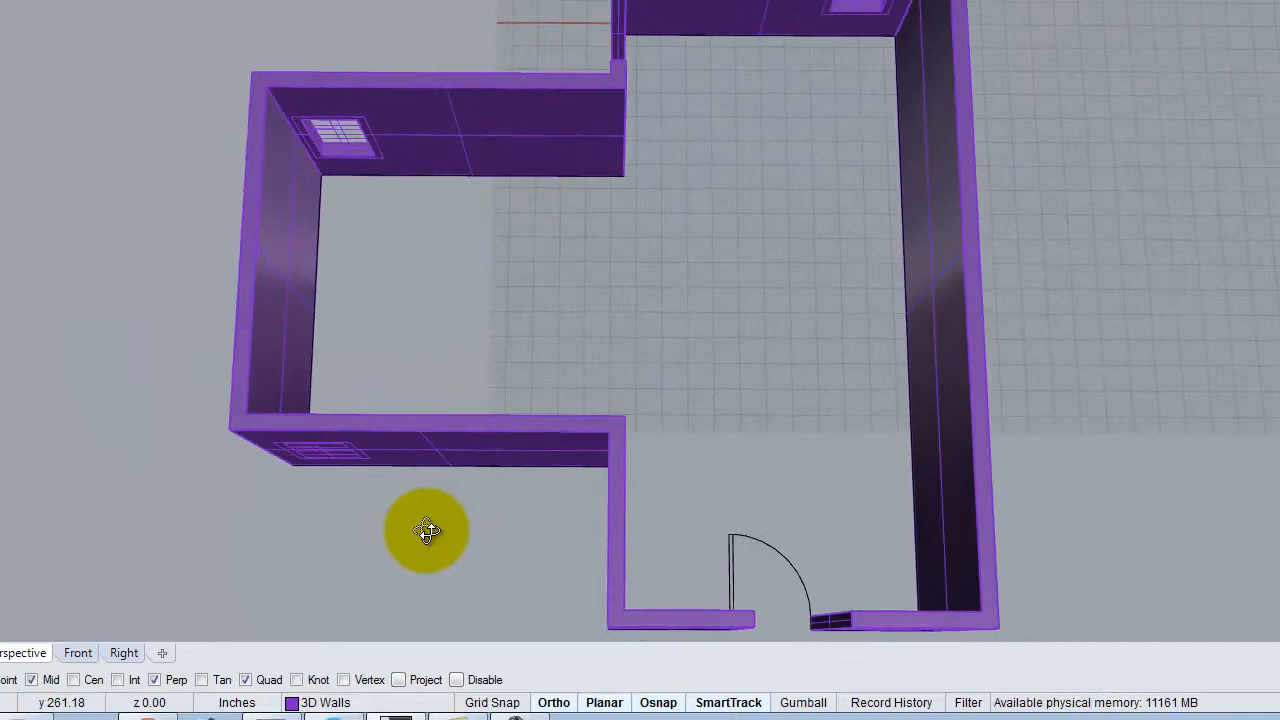 rspective Front Right
oint Mid Cen Int Perp Tan Quad Knot Vertex Project Disable
y 261.18 z 0.00 Inches 3D Walls Grid Snap Ortho Planar Osnap SmartTrack Gumball Record History Filter Available physical memory: 11161 MB